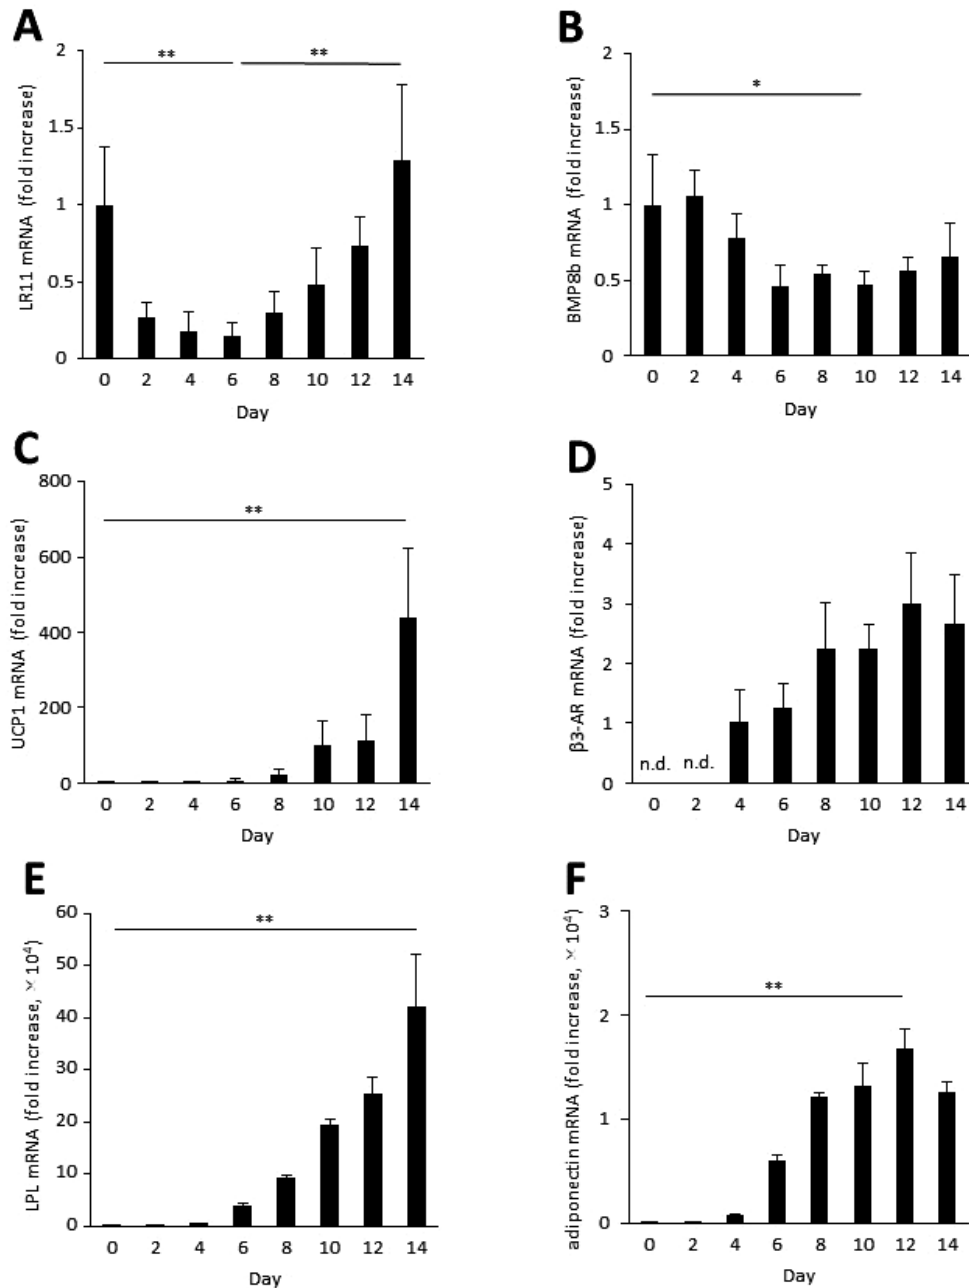 A
LR11 mRNA (fold increase)
2
1.5
1
0.5
0
**
**
0 2 4 6 8 10 12 14
Day
B
BMP8b mRNA (fold increase)
2
1.5
1
0.5
0
*
0 2 4 6 8 10 12 14
Day
C
UCP1 mRNA (fold increase)
800
600
400
200
0
**
0 2 4 6 8 10 12 14
Day
D
β3-AR mRNA (fold increase)
5
4
3
2
1
0
n.d. n.d.
0 2 4 6 8 10 12 14
Day
E
LPL mRNA (fold increase, ×10⁴)
60
50
40
30
20
10
0
**
0 2 4 6 8 10 12 14
Day
F
adiponectin mRNA (fold increase, ×10⁴)
3
2
1
0
**
0 2 4 6 8 10 12 14
Day